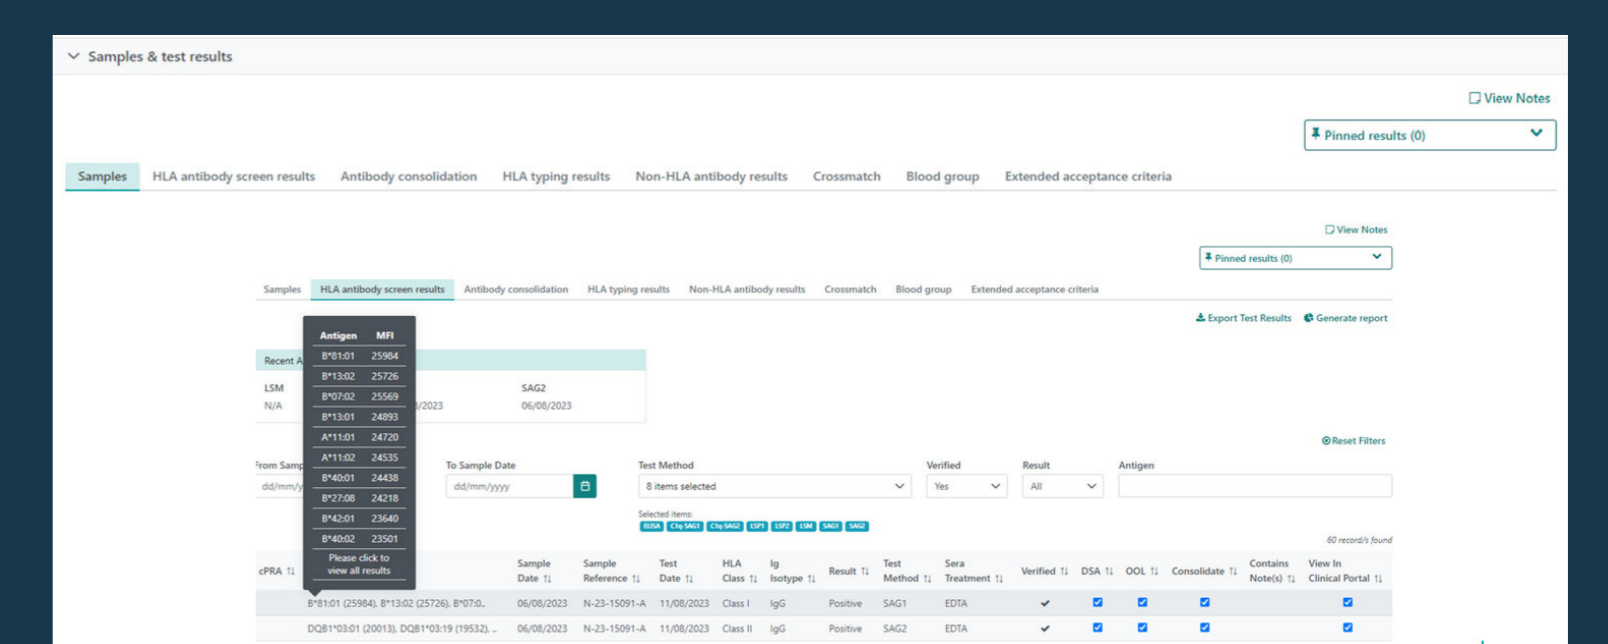 Samples & test results
View Notes
Pinned results (0)
Samples HLA antibody screen results Antibody consolidation HLA typing results Non-HLA antibody results Crossmatch Blood group Extended acceptance criteria
View Notes
Pinned results (0)
Samples HLA antibody screen results Antibody consolidation HLA typing results Non-HLA antibody results Crossmatch Blood group Extended acceptance criteria
Export Test Results Generate report
Antigen MFI
B*81:01 25984
B*13:02 25726
B*07:02 25569
B*13:01 24893
A*11:01 24720
A*11:02 24535
B*40:01 24438
B*27:08 24218
B*42:01 23640
B*40:02 23501
Please click to
view all results
Recent A
LSM SAG2
N/A /2023 06/08/2023
Reset Filters
From Samp To Sample Date Test Method Verified Result Antigen
dd/mm/y dd/mm/yyyy 8 items selected Yes All
Selected items:
ELISA C1q-SAG1 C1q-SAG2 LSP1 LSP2 LSM SAG1 SAG2
60 record/s found
cPRA Sample Date Sample Reference Test Date HLA Class Ig Isotype Result Test Method Sera Treatment Verified DSA OOL Consolidate Contains Note(s) View In Clinical Portal
B*81:01 (25984), B*13:02 (25726), B*07:0... 06/08/2023 N-23-15091-A 11/08/2023 Class I IgG Positive SAG1 EDTA
DQB1*03:01 (20013), DQB1*03:19 (19532), ... 06/08/2023 N-23-15091-A 11/08/2023 Class II IgG Positive SAG2 EDTA